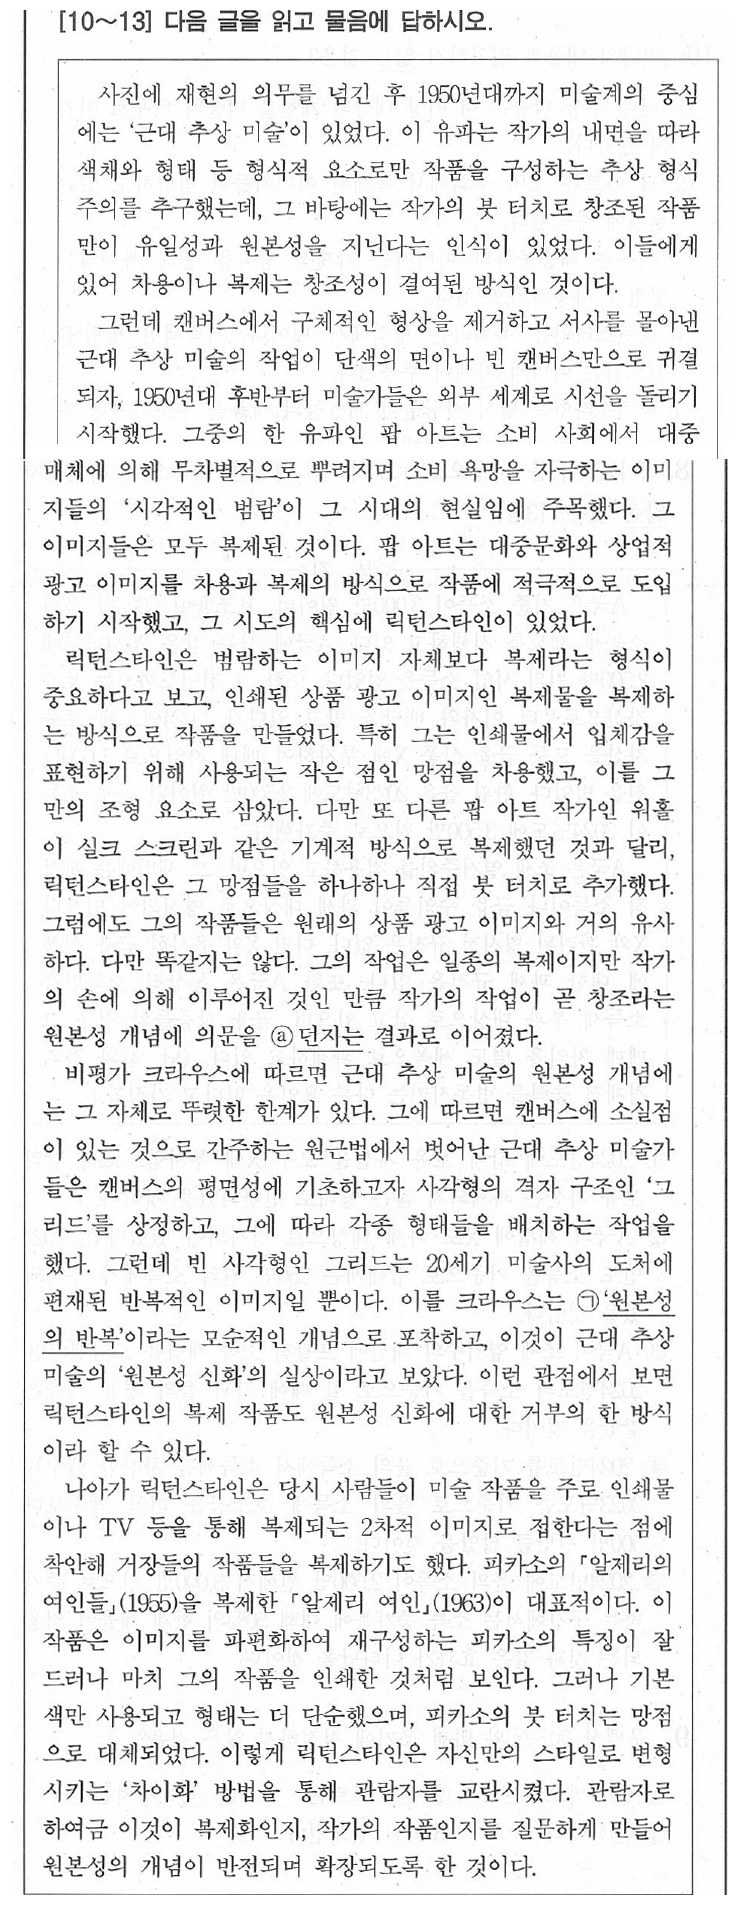 [10~13] 다음 글을 읽고 물음에 답하시오.
사진에 재현의 의무를 넘긴 후 1950년대까지 미술계의 중심
에는 ‘근대 추상 미술’이 있었다. 이 유파는 작가의 내면을 따라
색채와 형태 등 형식적 요소로만 작품을 구성하는 추상 형식
주의를 추구했는데, 그 바탕에는 작가의 붓 터치로 창조된 작품
만이 유일성과 원본성을 지닌다는 인식이 있었다. 이들에게
있어 차용이나 복제는 창조성이 결여된 방식인 것이다.
그런데 캔버스에서 구체적인 형상을 제거하고 서사를 몰아낸
근대 추상 미술의 작업이 단색의 면이나 빈 캔버스만으로 귀결
되자, 1950년대 후반부터 미술가들은 외부 세계로 시선을 돌리기
시작했다. 그중의 한 유파인 팝 아트는 소비 사회에서 대중
매체에 의해 무차별적으로 뿌려지며 소비 욕망을 자극하는 이미
지들의 ‘시각적인 범람’이 그 시대의 현실임에 주목했다. 그
이미지들은 모두 복제된 것이다. 팝 아트는 대중문화와 상업적
광고 이미지를 차용과 복제의 방식으로 작품에 적극적으로 도입
하기 시작했고, 그 시도의 핵심에 릭턴스타인이 있었다.
릭턴스타인은 범람하는 이미지 자체보다 복제라는 형식이
중요하다고 보고, 인쇄된 상품 광고 이미지인 복제물을 복제하
는 방식으로 작품을 만들었다. 특히 그는 인쇄물에서 입체감을
표현하기 위해 사용되는 작은 점인 망점을 차용했고, 이를 그
만의 조형 요소로 삼았다. 다만 또 다른 팝 아트 작가인 워홀
이 실크 스크린과 같은 기계적 방식으로 복제했던 것과 달리,
릭턴스타인은 그 망점들을 하나하나 직접 붓 터치로 추가했다.
그럼에도 그의 작품들은 원래의 상품 광고 이미지와 거의 유사
하다. 다만 똑같지는 않다. 그의 작업은 일종의 복제이지만 작가
의 손에 의해 이루어진 것인 만큼 작가의 작업이 곧 창조라는
원본성 개념에 의문을 ⓐ던지는 결과로 이어졌다.
비평가 크라우스에 따르면 근대 추상 미술의 원본성 개념에
는 그 자체로 뚜렷한 한계가 있다. 그에 따르면 캔버스에 소실점
이 있는 것으로 간주하는 원근법에서 벗어난 근대 추상 미술가
들은 캔버스의 평면성에 기초하고자 사각형의 격자 구조인 ‘그
리드’를 상정하고, 그에 따라 각종 형태들을 배치하는 작업을
했다. 그런데 빈 사각형인 그리드는 20세기 미술사의 도처에
편재된 반복적인 이미지일 뿐이다. 이를 크라우스는 ㉠‘원본성
의 반복’이라는 모순적인 개념으로 포착하고, 이것이 근대 추상
미술의 ‘원본성 신화’의 실상이라고 보았다. 이런 관점에서 보면
릭턴스타인의 복제 작품도 원본성 신화에 대한 거부의 한 방식
이라 할 수 있다.
나아가 릭턴스타인은 당시 사람들이 미술 작품을 주로 인쇄물
이나 TV 등을 통해 복제되는 2차적 이미지로 접한다는 점에
착안해 거장들의 작품들을 복제하기도 했다. 피카소의 「알제리의
여인들」(1955)을 복제한 「알제리 여인」(1963)이 대표적이다. 이
작품은 이미지를 파편화하여 재구성하는 피카소의 특징이 잘
드러나 마치 그의 작품을 인쇄한 것처럼 보인다. 그러나 기본
색만 사용되고 형태는 더 단순했으며, 피카소의 붓 터치는 망점
으로 대체되었다. 이렇게 릭턴스타인은 자신만의 스타일로 변형
시키는 ‘차이화’ 방법을 통해 관람자를 교란시켰다. 관람자로
하여금 이것이 복제화인지, 작가의 작품인지를 질문하게 만들어
원본성의 개념이 반전되며 확장되도록 한 것이다.